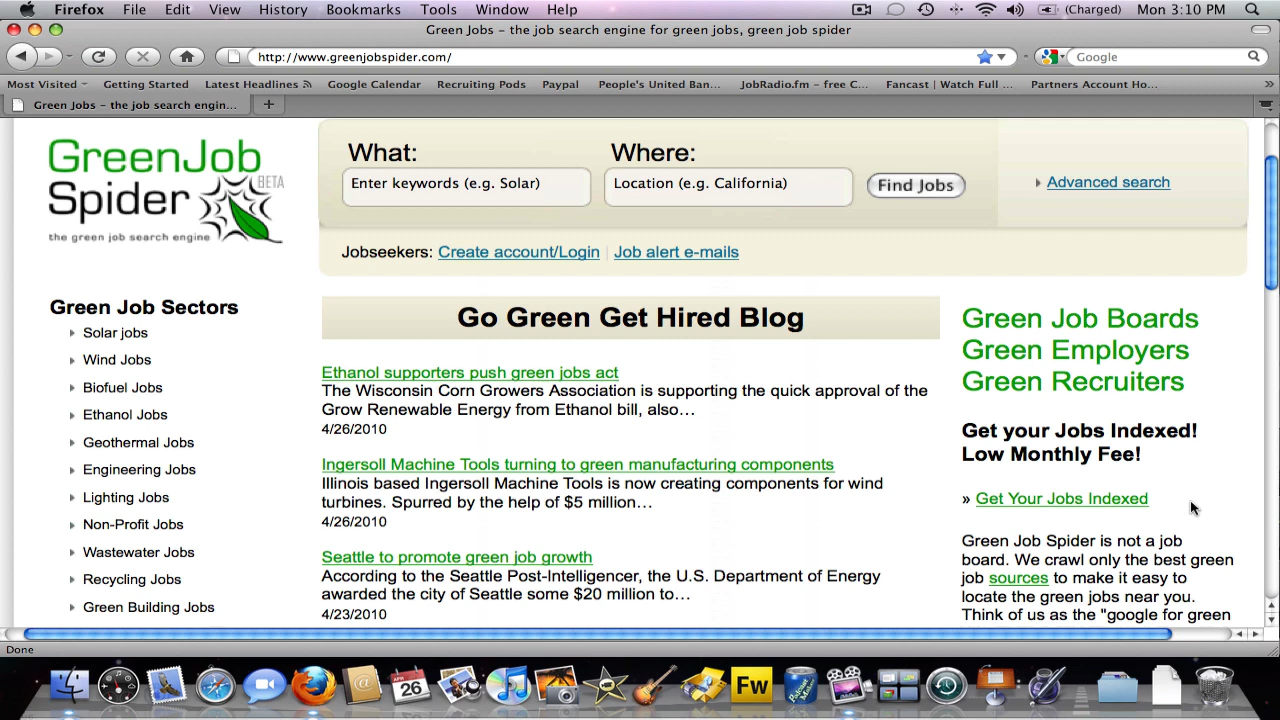 Firefox File Edit View History Bookmarks Tools Window Help (Charged) Mon 3:10 PM
Green Jobs – the job search engine for green jobs, green job spider
http://www.greenjobspider.com/ Google
Most Visited Getting Started Latest Headlines Google Calendar Recruiting Pods Paypal People's United Ban... JobRadio.fm – free C... Fancast | Watch Full ... Partners Account Ho... »
Green Jobs – the job search engin... +
GreenJob
Spider BETA
the green job search engine
What: Where:
Enter keywords (e.g. Solar) Location (e.g. California) Find Jobs Advanced search
Jobseekers: Create account/Login | Job alert e-mails
Green Job Sectors
Solar jobs
Wind Jobs
Biofuel Jobs
Ethanol Jobs
Geothermal Jobs
Engineering Jobs
Lighting Jobs
Non-Profit Jobs
Wastewater Jobs
Recycling Jobs
Green Building Jobs
Go Green Get Hired Blog
Ethanol supporters push green jobs act
The Wisconsin Corn Growers Association is supporting the quick approval of the
Grow Renewable Energy from Ethanol bill, also…
4/26/2010
Ingersoll Machine Tools turning to green manufacturing components
Illinois based Ingersoll Machine Tools is now creating components for wind
turbines. Spurred by the help of $5 million…
4/26/2010
Seattle to promote green job growth
According to the Seattle Post-Intelligencer, the U.S. Department of Energy
awarded the city of Seattle some $20 million to…
4/23/2010
Green Job Boards
Green Employers
Green Recruiters
Get your Jobs Indexed!
Low Monthly Fee!
» Get Your Jobs Indexed
Green Job Spider is not a job
board. We crawl only the best green
job sources to make it easy to
locate the green jobs near you.
Think of us as the "google for green
Done
APR
26
Fw